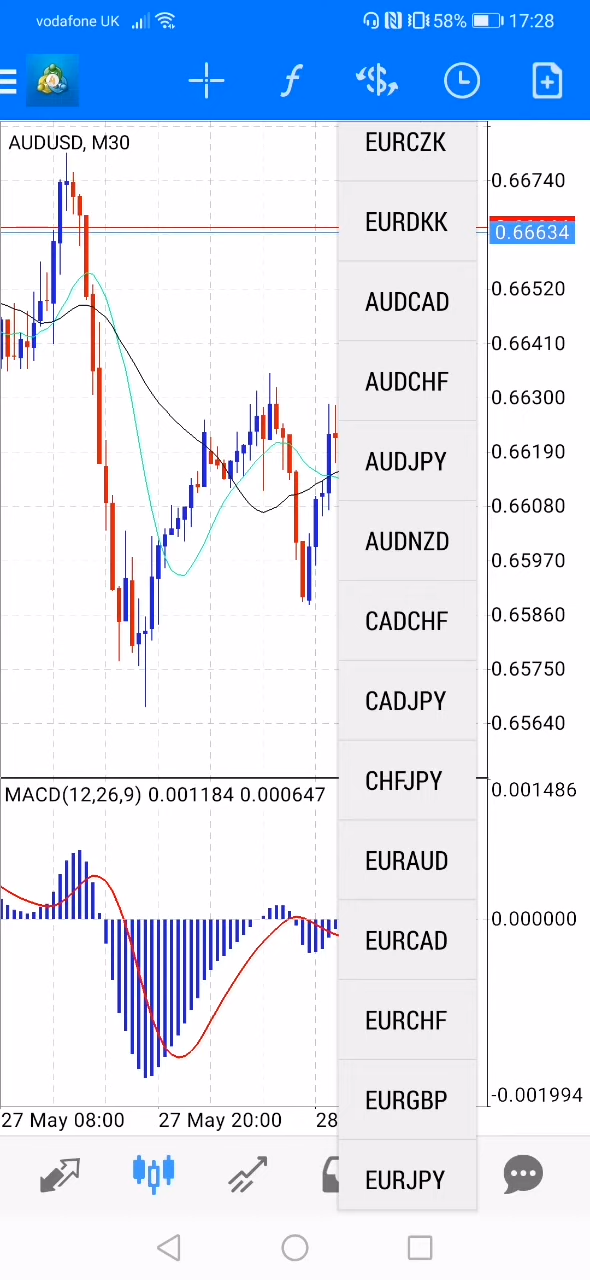 vodafone UK 58% 17:28
f $
AUDUSD, M30
0.66740
0.66634
0.66520
0.66410
0.66300
0.66190
0.66080
0.65970
0.65860
0.65750
0.65640
EURCZK
EURDKK
AUDCAD
AUDCHF
AUDJPY
AUDNZD
CADCHF
CADJPY
CHFJPY
EURAUD
EURCAD
EURCHF
EURGBP
EURJPY
MACD(12,26,9) 0.001184 0.000647
0.001486
0.000000
-0.001994
27 May 08:00 27 May 20:00 28